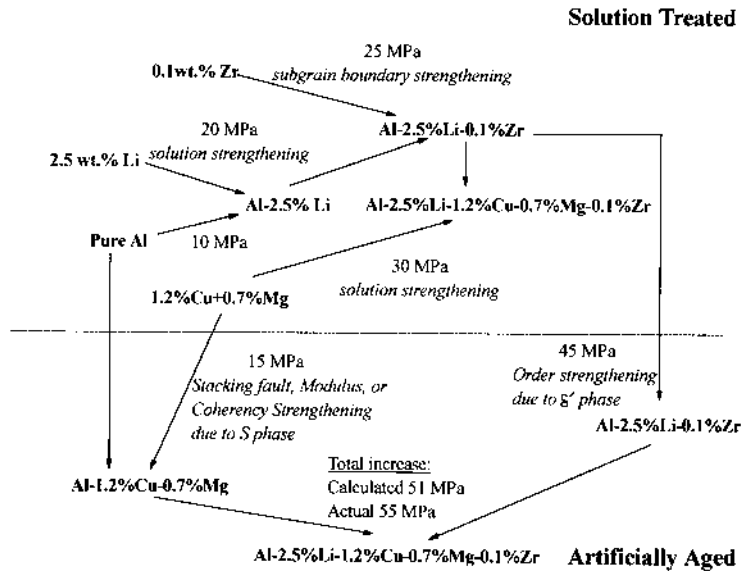 Solution Treated
25 MPa
0.1wt.% Zr
subgrain boundary strengthening
20 MPa
Al-2.5%Li-0.1%Zr
solution strengthening
2.5 wt.% Li
Al-2.5% Li
Al-2.5%Li-1.2%Cu-0.7%Mg-0.1%Zr
Pure Al
10 MPa
30 MPa
solution strengthening
1.2%Cu+0.7%Mg
15 MPa
Stacking fault, Modulus, or
Coherency Strengthening
due to S phase
45 MPa
Order strengthening
due to δ′ phase
Al-2.5%Li-0.1%Zr
Al-1.2%Cu-0.7%Mg
Total increase:
Calculated 51 MPa
Actual 55 MPa
Al-2.5%Li-1.2%Cu-0.7%Mg-0.1%Zr
Artificially Aged